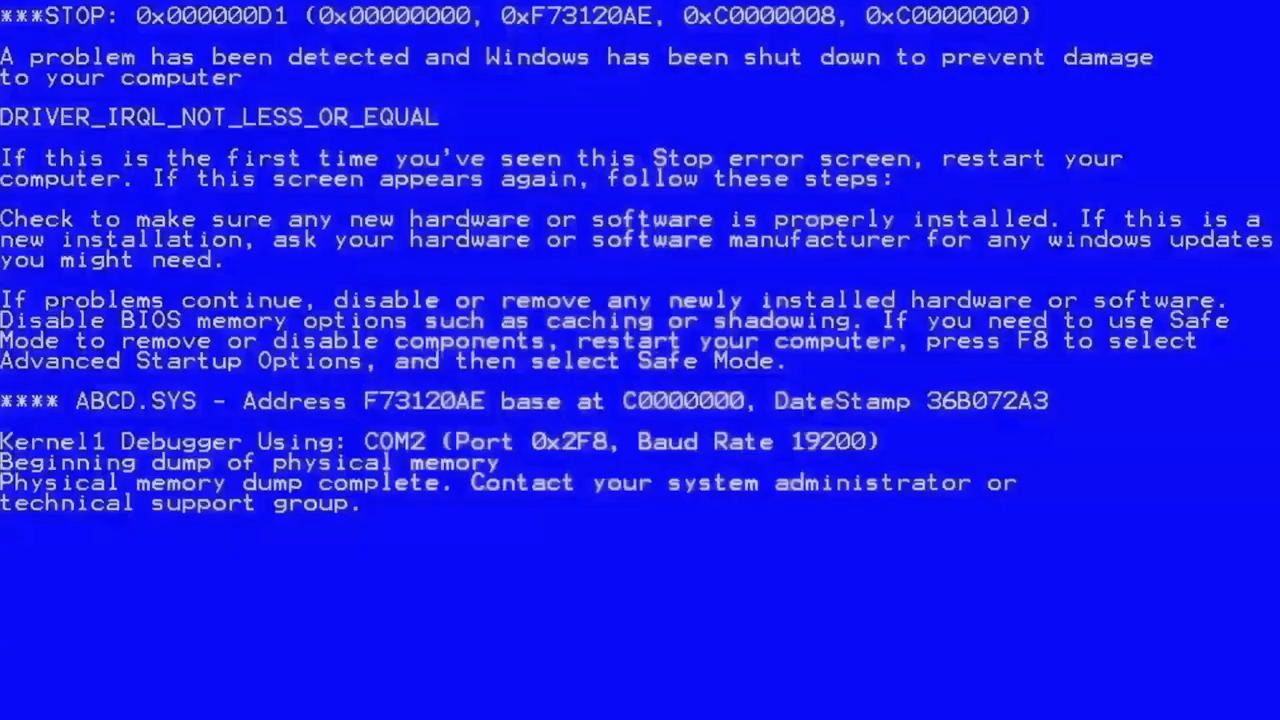 ***STOP: 0x000000D1 (0x00000000, 0xF73120AE, 0xC0000008, 0xC0000000)
A problem has been detected and Windows has been shut down to prevent damage
to your computer
DRIVER_IRQL_NOT_LESS_OR_EQUAL
If this is the first time you've seen this Stop error screen, restart your
computer. If this screen appears again, follow these steps:
Check to make sure any new hardware or software is properly installed. If this is a
new installation, ask your hardware or software manufacturer for any windows updates
you might need.
If problems continue, disable or remove any newly installed hardware or software.
Disable BIOS memory options such as caching or shadowing. If you need to use Safe
Mode to remove or disable components, restart your computer, press F8 to select
Advanced Startup Options, and then select Safe Mode.
**** ABCD.SYS - Address F73120AE base at C0000000, DateStamp 36B072A3
Kernel1 Debugger Using: COM2 (Port 0x2F8, Baud Rate 19200)
Beginning dump of physical memory
Physical memory dump complete. Contact your system administrator or
technical support group.